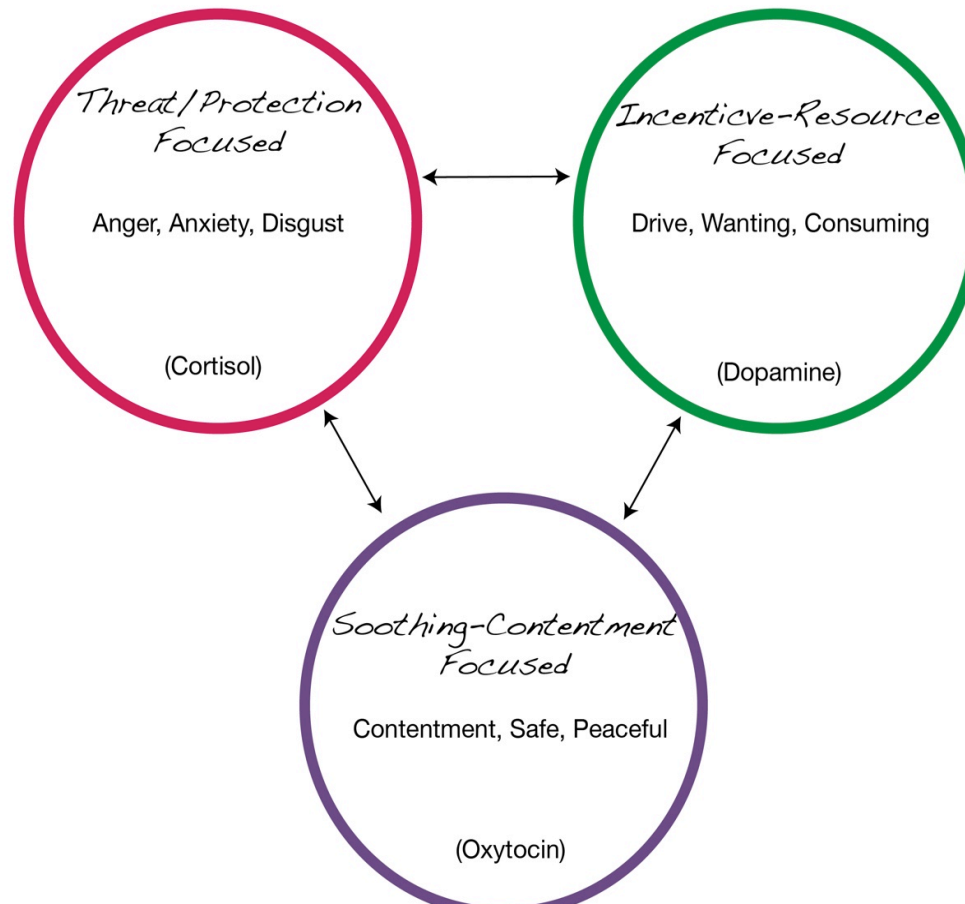 Threat/Protection
Focused
Anger, Anxiety, Disgust
(Cortisol)
Incenticve-Resource
Focused
Drive, Wanting, Consuming
(Dopamine)
Soothing-Contentment
Focused
Contentment, Safe, Peaceful
(Oxytocin)